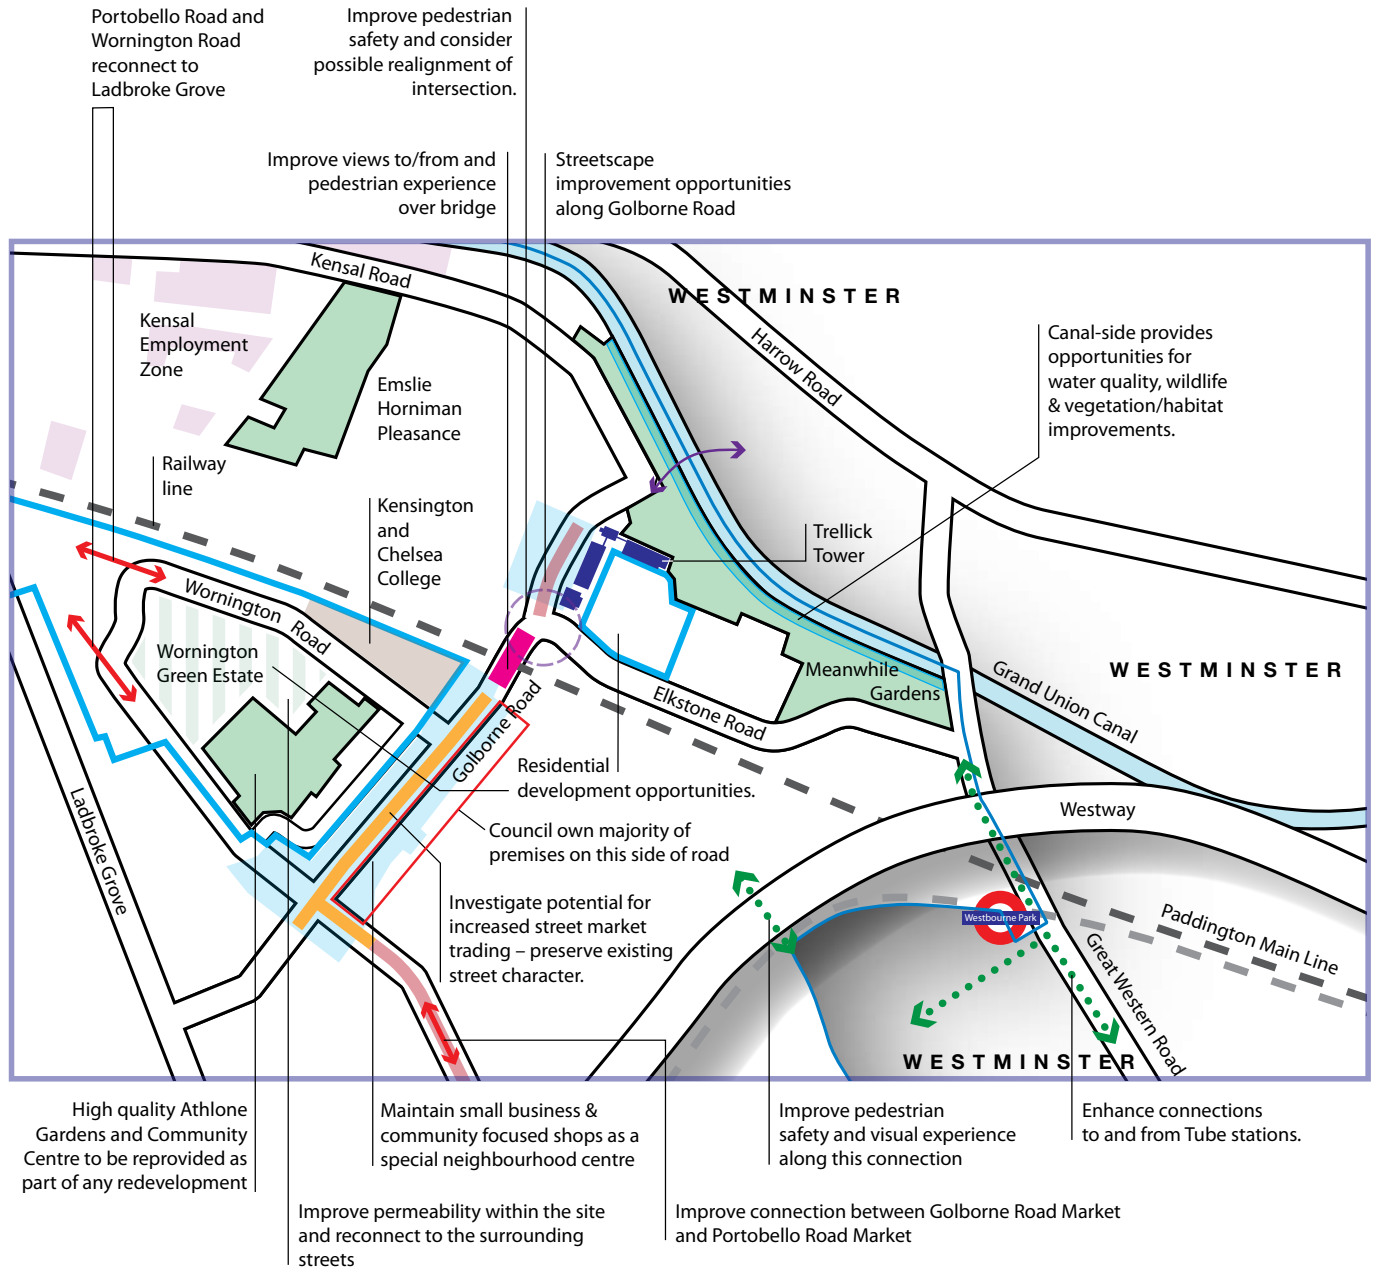 Portobello Road and
Wornington Road
reconnect to
Ladbroke Grove
Improve pedestrian
safety and consider
possible realignment of
intersection.
Improve views to/from and
pedestrian experience
over bridge
Streetscape
improvement opportunities
along Golborne Road
Kensal Road
WESTMINSTER
Kensal
Employment
Zone
Harrow Road
Canal-side provides
opportunities for
water quality, wildlife
& vegetation/habitat
improvements.
Emslie
Horniman
Pleasance
Railway
line
Kensington
and
Chelsea
College
Trellick
Tower
Wornington Road
Wornington
Green Estate
Meanwhile
Gardens
Grand Union Canal
WESTMINSTER
Elkstone Road
Golborne Road
Residential
development opportunities.
Ladbroke Grove
Westway
Council own majority of
premises on this side of road
Investigate potential for
increased street market
trading – preserve existing
street character.
Westbourne Park
Paddington Main Line
Great Western Road
WESTMINSTER
High quality Athlone
Gardens and Community
Centre to be reprovided as
part of any redevelopment
Maintain small business &
community focused shops as a
special neighbourhood centre
Improve pedestrian
safety and visual experience
along this connection
Enhance connections
to and from Tube stations.
Improve permeability within the site
and reconnect to the surrounding
streets
Improve connection between Golborne Road Market
and Portobello Road Market